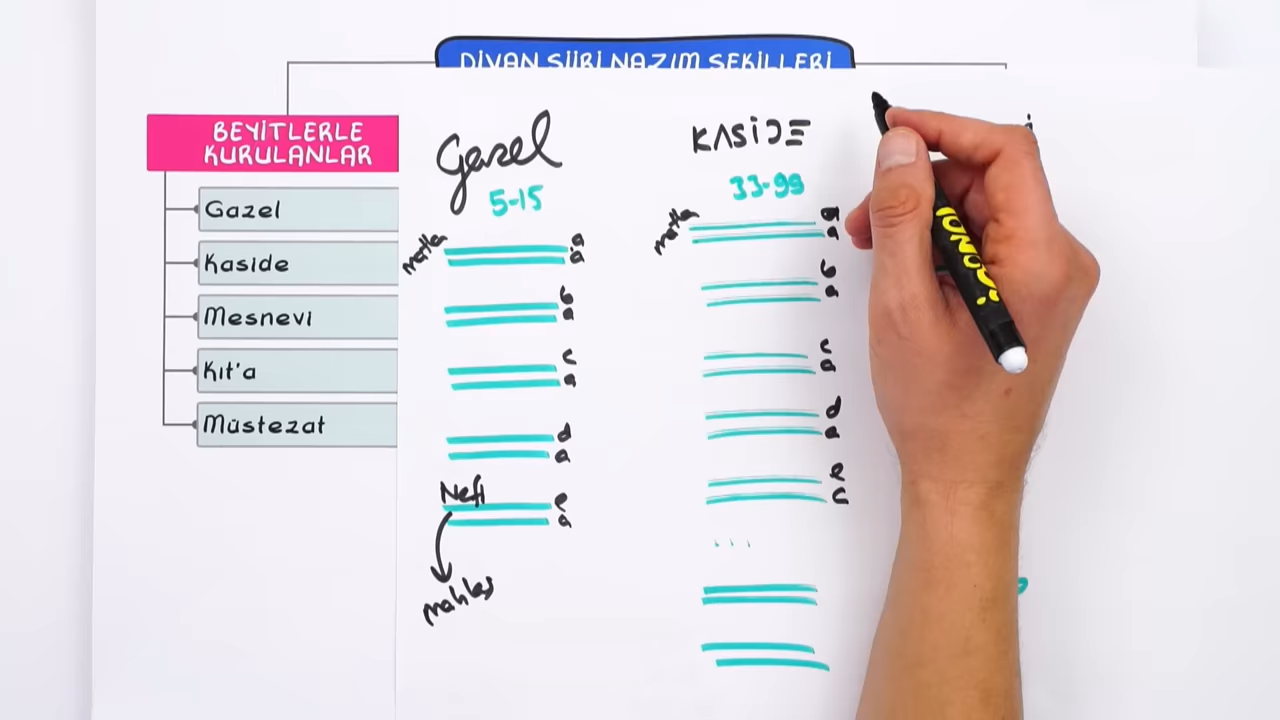 DİVAN ŞİİRİ NAZIM ŞEKİLLERİ
BEYİTLERLE
KURULANLAR
Gazel
Kaside
Mesnevi
Kıt'a
Müstezat
Gazel
5-15
matla
a
a
b
a
c
a
d
a
Nefi
e
a
mahlas
KASİDE
33-99
matla
a
a
b
a
c
a
d
a
e
c
...